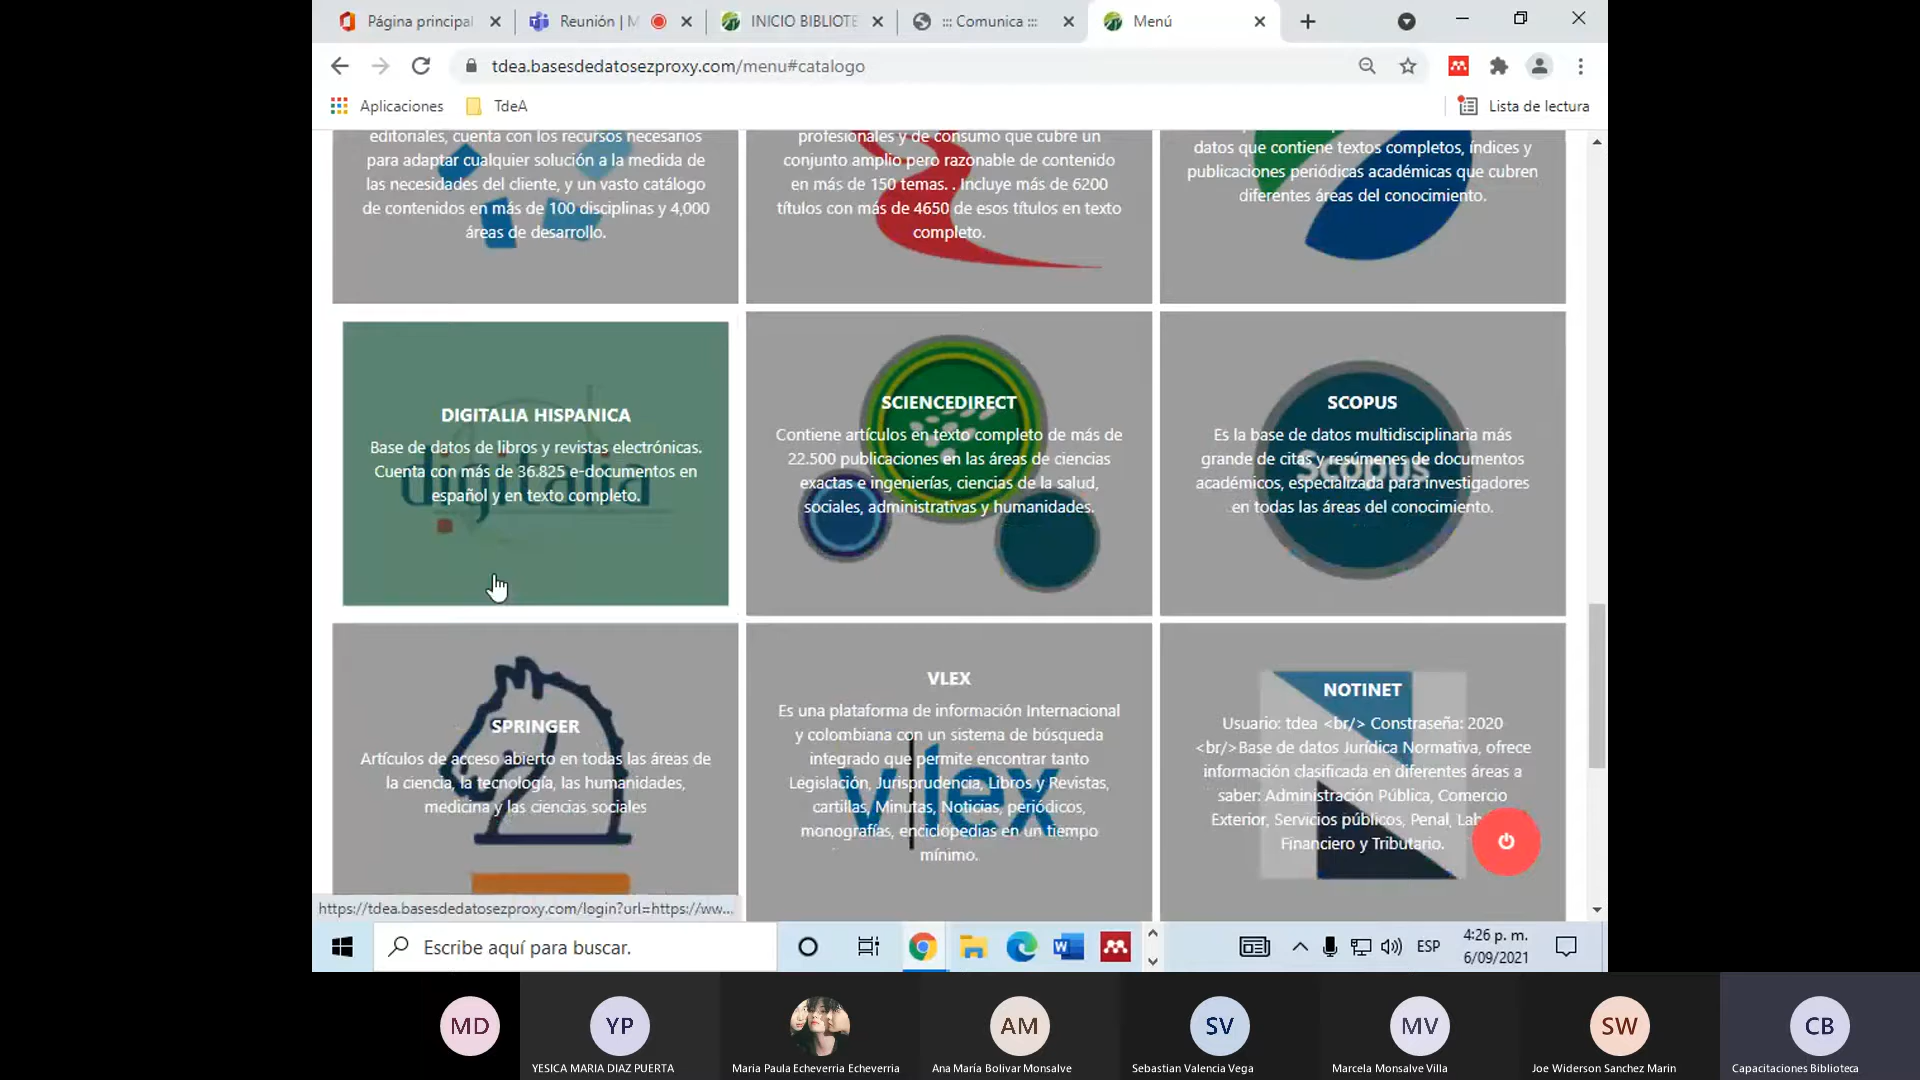 Página principal
Reunión | M
INICIO BIBLIOTE
::: Comunica :::
Menú
tdea.basesdedatosezproxy.com/menu#catalogo
Aplicaciones
TdeA
Lista de lectura
editoriales, cuenta con los recursos necesarios
para adaptar cualquier solución a la medida de
las necesidades del cliente, y un vasto catálogo
de contenidos en más de 100 disciplinas y 4,000
áreas de desarrollo.
profesionales y de consumo que cubre un
conjunto amplio pero razonable de contenido
en más de 150 temas. . Incluye más de 6200
títulos con más de 4650 de esos títulos en texto
completo.
datos que contiene textos completos, índices y
publicaciones periódicas académicas que cubren
diferentes áreas del conocimiento.
DIGITALIA HISPANICA
Base de datos de libros y revistas electrónicas.
Cuenta con más de 36.825 e-documentos en
español y en texto completo.
digitalia
SCIENCEDIRECT
Contiene artículos en texto completo de más de
22.500 publicaciones en las áreas de ciencias
exactas e ingenierías, ciencias de la salud,
sociales, administrativas y humanidades.
SCOPUS
Es la base de datos multidisciplinaria más
grande de citas y resúmenes de documentos
académicos, especializada para investigadores
en todas las áreas del conocimiento.
Scopus
SPRINGER
Artículos de acceso abierto en todas las áreas de
la ciencia, la tecnología, las humanidades,
medicina y las ciencias sociales
VLEX
Es una plataforma de información Internacional
y colombiana con un sistema de búsqueda
integrado que permite encontrar tanto
Legislación, Jurisprudencia, Libros y Revistas,
cartillas, Minutas, Noticias, periódicos,
monografías, enciclopedias en un tiempo
mínimo.
v|lex
NOTINET
Usuario: tdea <br/> Constraseña: 2020
<br/>Base de datos Jurídica Normativa, ofrece
información clasificada en diferentes áreas a
saber: Administración Pública, Comercio
Exterior, Servicios públicos, Penal, Lab
Financiero y Tributario.
https://tdea.basesdedatosezproxy.com/login?url=https://ww...
Escribe aquí para buscar.
ESP
4:26 p. m.
6/09/2021
MD
YP
AM
SV
MV
SW
CB
YESICA MARIA DIAZ PUERTA
Maria Paula Echeverria Echeverria
Ana María Bolivar Monsalve
Sebastian Valencia Vega
Marcela Monsalve Villa
Joe Widerson Sanchez Marin
Capacitaciones Biblioteca